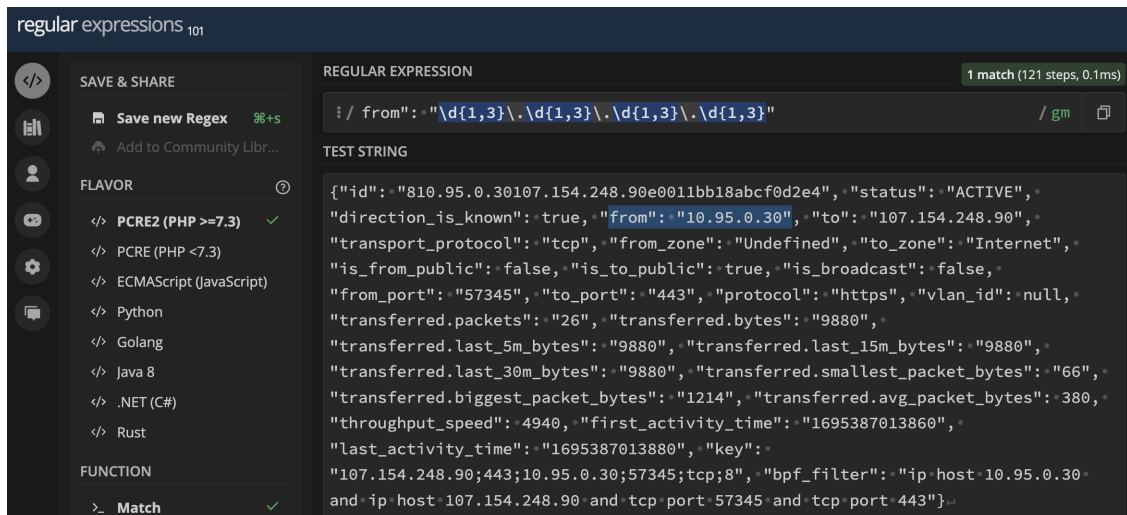 regular expressions 101
SAVE & SHARE
Save new Regex ⌘+s
Add to Community Libr...
FLAVOR
</> PCRE2 (PHP >=7.3)
</> PCRE (PHP <7.3)
</> ECMAScript (JavaScript)
</> Python
</> Golang
</> Java 8
</> .NET (C#)
</> Rust
FUNCTION
>_ Match
REGULAR EXPRESSION
1 match (121 steps, 0.1ms)
/ from": "\d{1,3}\.\d{1,3}\.\d{1,3}\.\d{1,3}" / gm
TEST STRING
{"id": "810.95.0.30107.154.248.90e0011bb18abcf0d2e4", "status": "ACTIVE",
"direction_is_known": true, "from": "10.95.0.30", "to": "107.154.248.90",
"transport_protocol": "tcp", "from_zone": "Undefined", "to_zone": "Internet",
"is_from_public": false, "is_to_public": true, "is_broadcast": false,
"from_port": "57345", "to_port": "443", "protocol": "https", "vlan_id": null,
"transferred.packets": "26", "transferred.bytes": "9880",
"transferred.last_5m_bytes": "9880", "transferred.last_15m_bytes": "9880",
"transferred.last_30m_bytes": "9880", "transferred.smallest_packet_bytes": "66",
"transferred.biggest_packet_bytes": "1214", "transferred.avg_packet_bytes": 380,
"throughput_speed": 4940, "first_activity_time": "1695387013860",
"last_activity_time": "1695387013880", "key":
"107.154.248.90;443;10.95.0.30;57345;tcp;8", "bpf_filter": "ip host 10.95.0.30
and ip host 107.154.248.90 and tcp port 57345 and tcp port 443"}